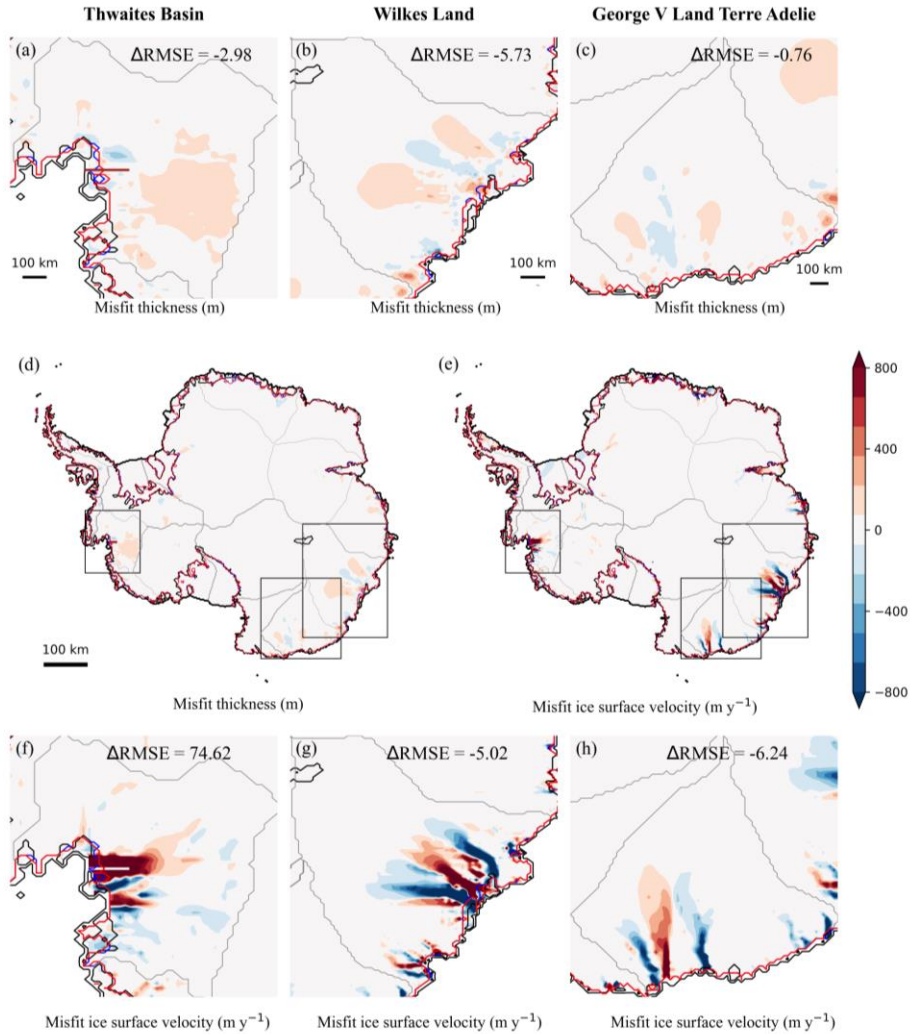 Thwaites Basin Wilkes Land George V Land Terre Adelie
(a) ΔRMSE = -2.98 (b) ΔRMSE = -5.73 (c) ΔRMSE = -0.76
100 km 100 km 100 km
Misfit thickness (m) Misfit thickness (m) Misfit thickness (m)
(d) (e)
800
400
0
−400
−800
100 km
Misfit thickness (m) Misfit ice surface velocity (m y⁻¹)
(f) ΔRMSE = 74.62 (g) ΔRMSE = -5.02 (h) ΔRMSE = -6.24
Misfit ice surface velocity (m y⁻¹) Misfit ice surface velocity (m y⁻¹) Misfit ice surface velocity (m y⁻¹)